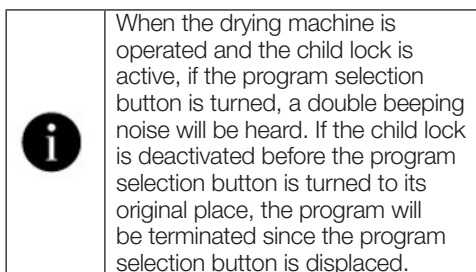 When the drying machine is
operated and the child lock is
active, if the program selection
button is turned, a double beeping
noise will be heard. If the child lock
is deactivated before the program
selection button is turned to its
original place, the program will
be terminated since the program
selection button is displaced.